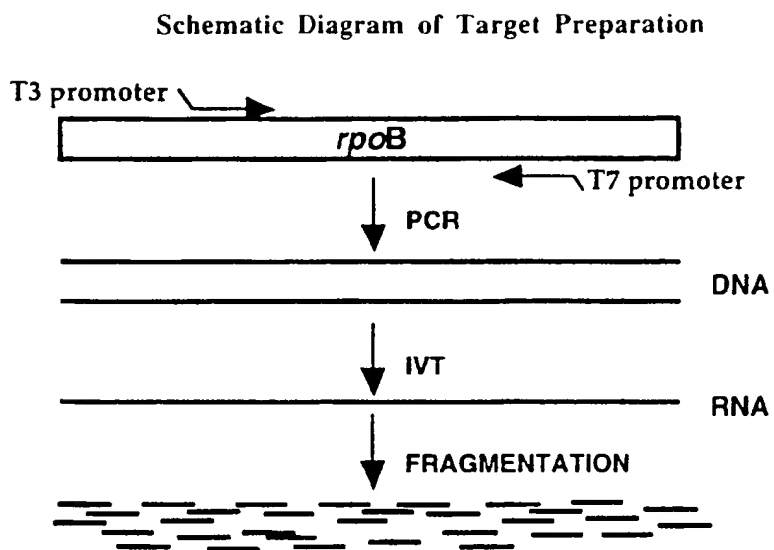 Schematic Diagram of Target Preparation
T3 promoter
rpoB
T7 promoter
PCR
DNA
IVT
RNA
FRAGMENTATION